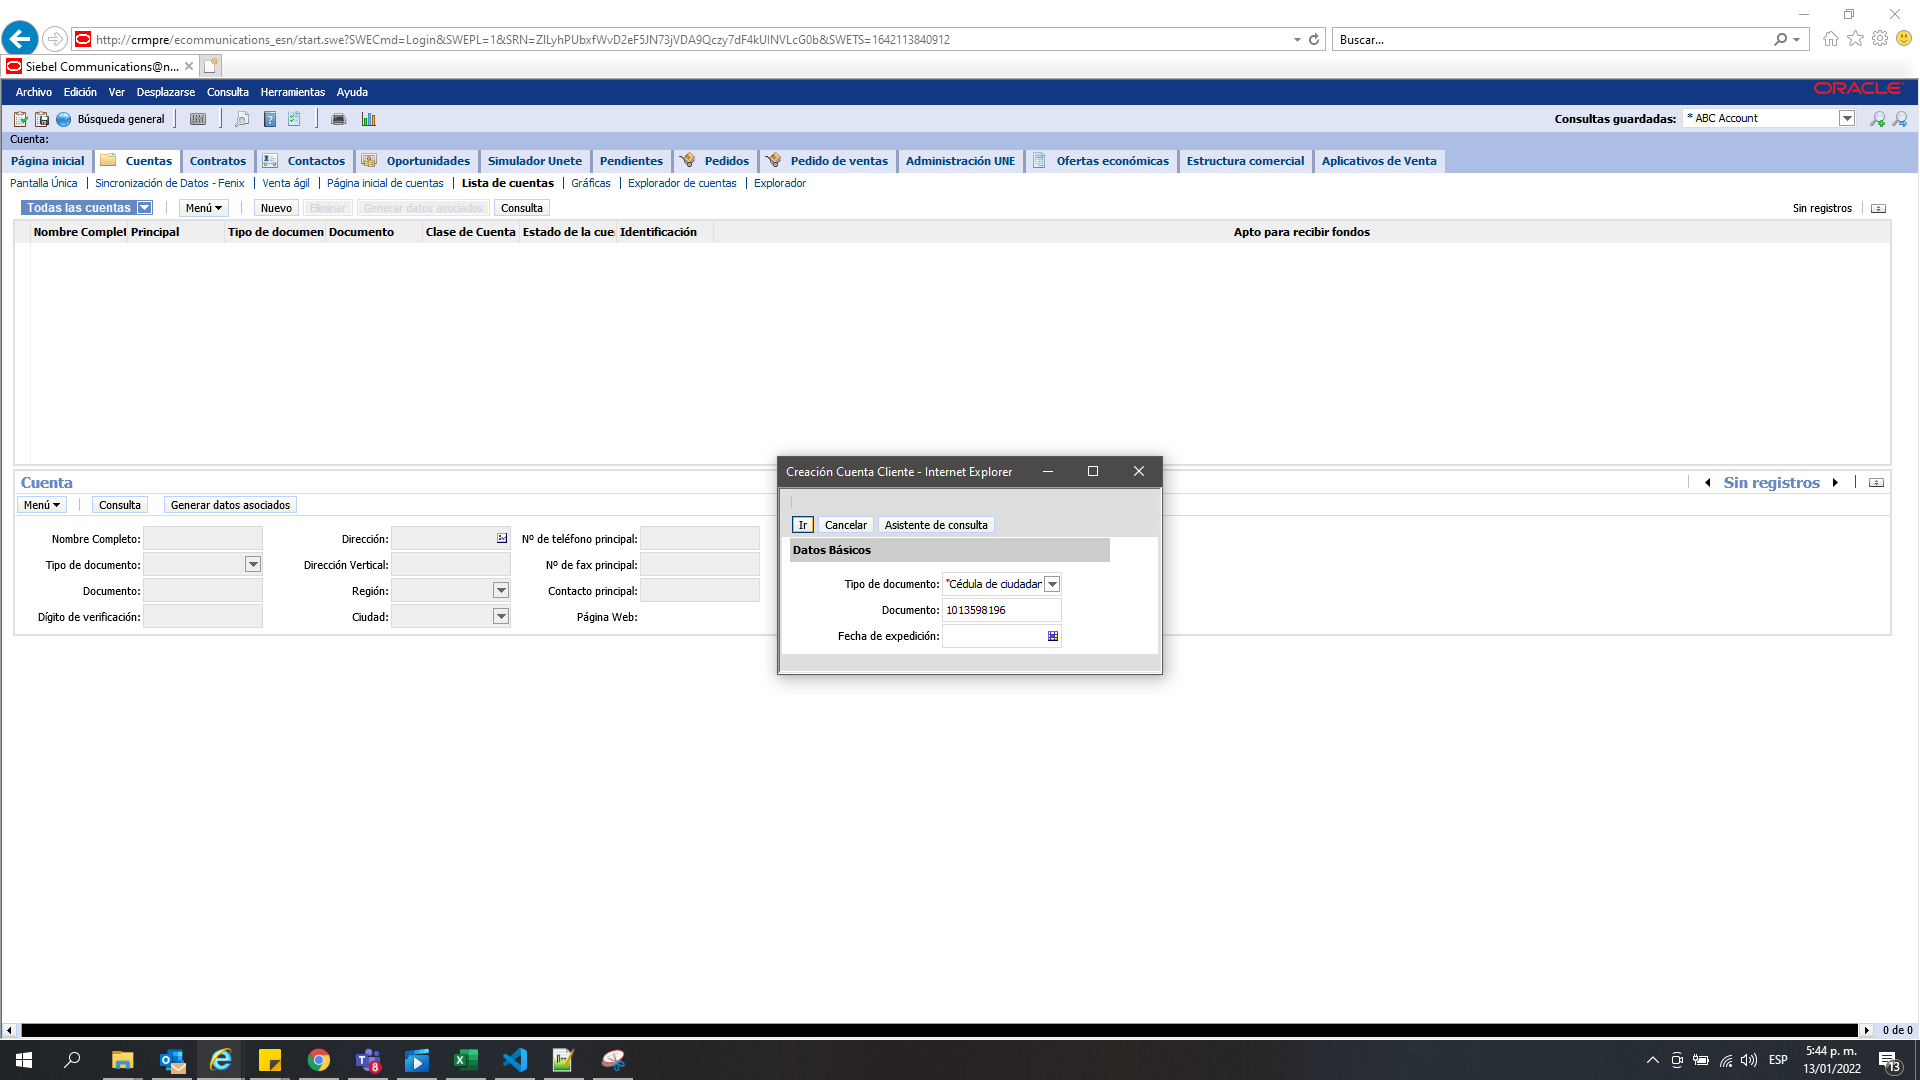 http://crmpre/ecommunications_esn/start.swe?SWECmd=Login&SWEPL=1&SRN=ZILyhPUbxfWvD2eF5JN73jVDA9Qczy7dF4kUINVLcG0b&SWETS=1642113840912
Buscar...
Siebel Communications@n...
Archivo Edición Ver Desplazarse Consulta Herramientas Ayuda
ORACLE
Búsqueda general
Consultas guardadas: * ABC Account
Cuenta:
Página inicial Cuentas Contratos Contactos Oportunidades Simulador Unete Pendientes Pedidos Pedido de ventas Administración UNE Ofertas económicas Estructura comercial Aplicativos de Venta
Pantalla Única Sincronización de Datos - Fenix Venta ágil Página inicial de cuentas Lista de cuentas Gráficas Explorador de cuentas Explorador
Todas las cuentas Menú Nuevo Eliminar Generar datos asociados Consulta Sin registros
Nombre Complet Principal Tipo de documen Documento Clase de Cuenta Estado de la cue Identificación Apto para recibir fondos
Creación Cuenta Cliente - Internet Explorer
Ir Cancelar Asistente de consulta
Datos Básicos
Tipo de documento: "Cédula de ciudadar
Documento: 1013598196
Fecha de expedición:
Cuenta
Sin registros
Menú Consulta Generar datos asociados
Nombre Completo: Dirección: Nº de teléfono principal:
Tipo de documento: Dirección Vertical: Nº de fax principal:
Documento: Región: Contacto principal:
Dígito de verificación: Ciudad: Página Web:
0 de 0
8
ESP
5:44 p. m.
13/01/2022
13